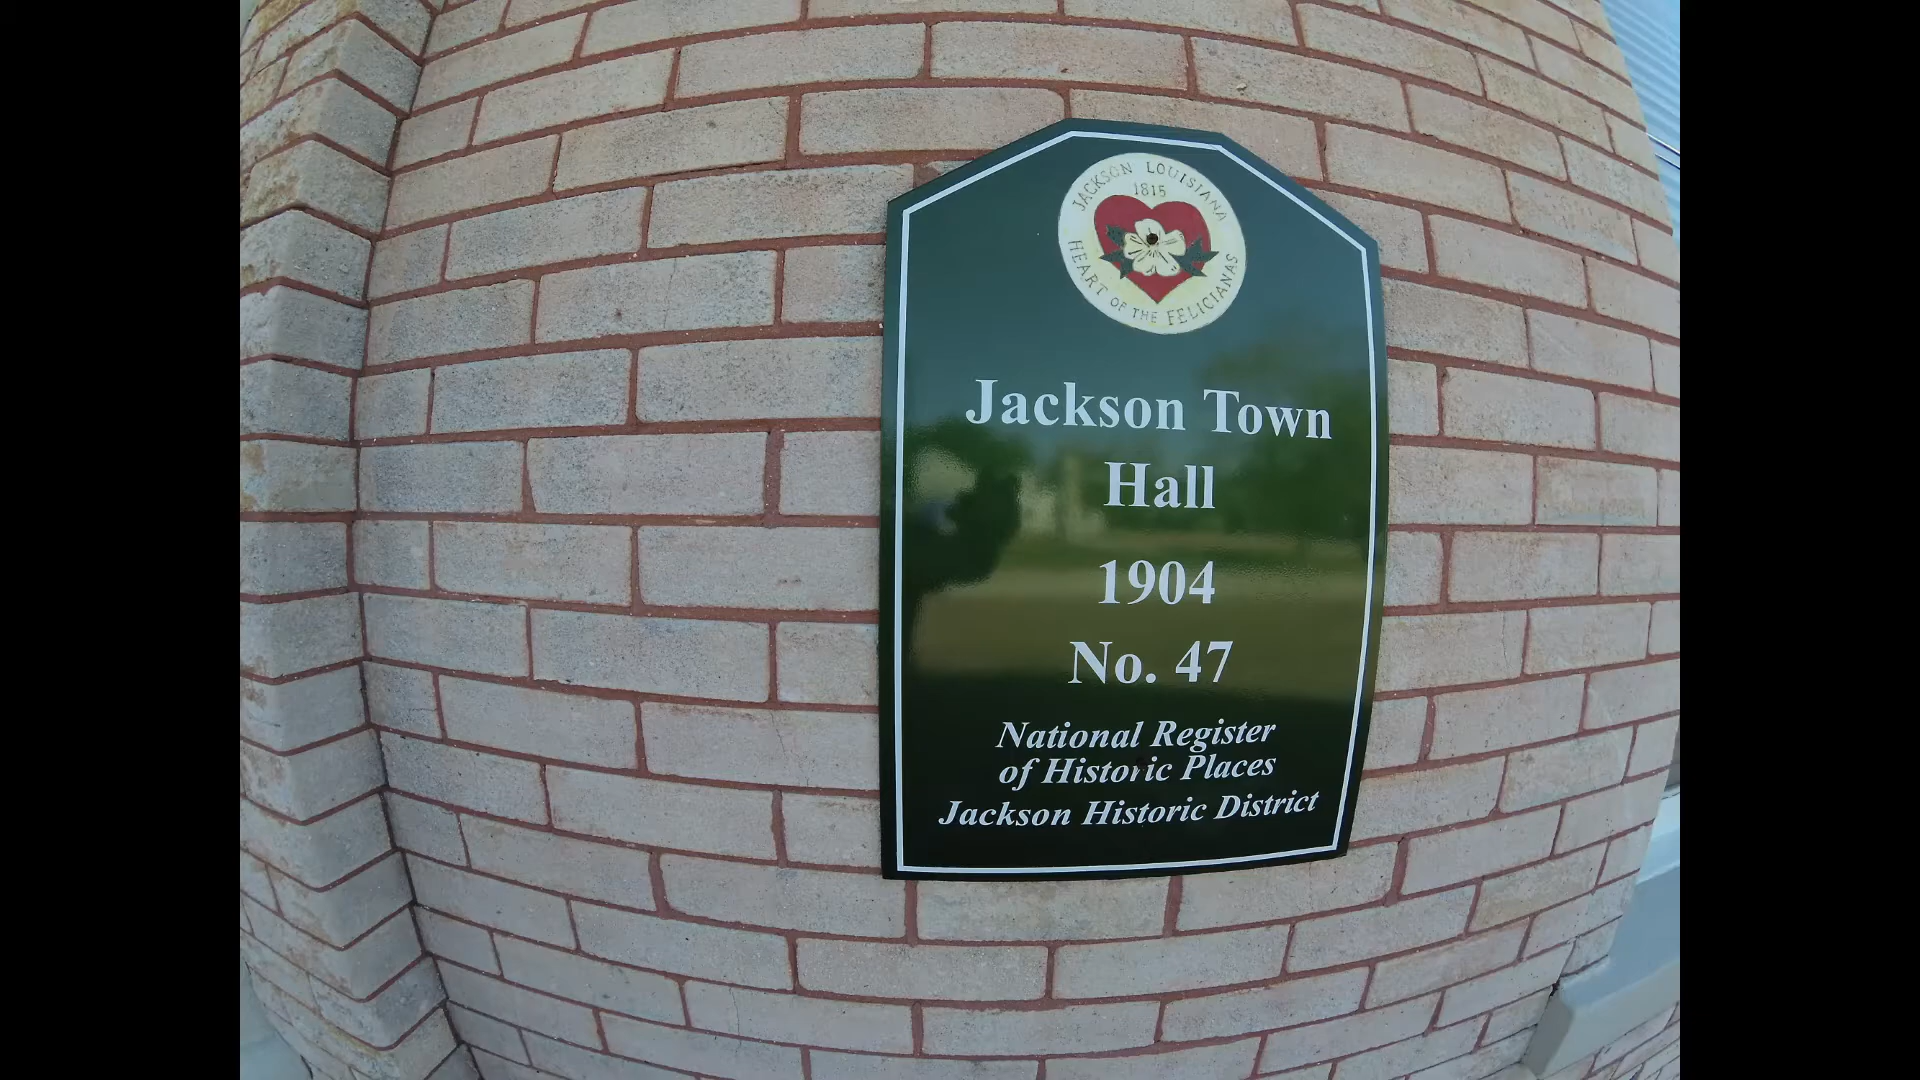 JACKSON LOUISIANA
1815
HEART OF THE FELICIANAS
Jackson Town
Hall
1904
No. 47
National Register
of Historic Places
Jackson Historic District